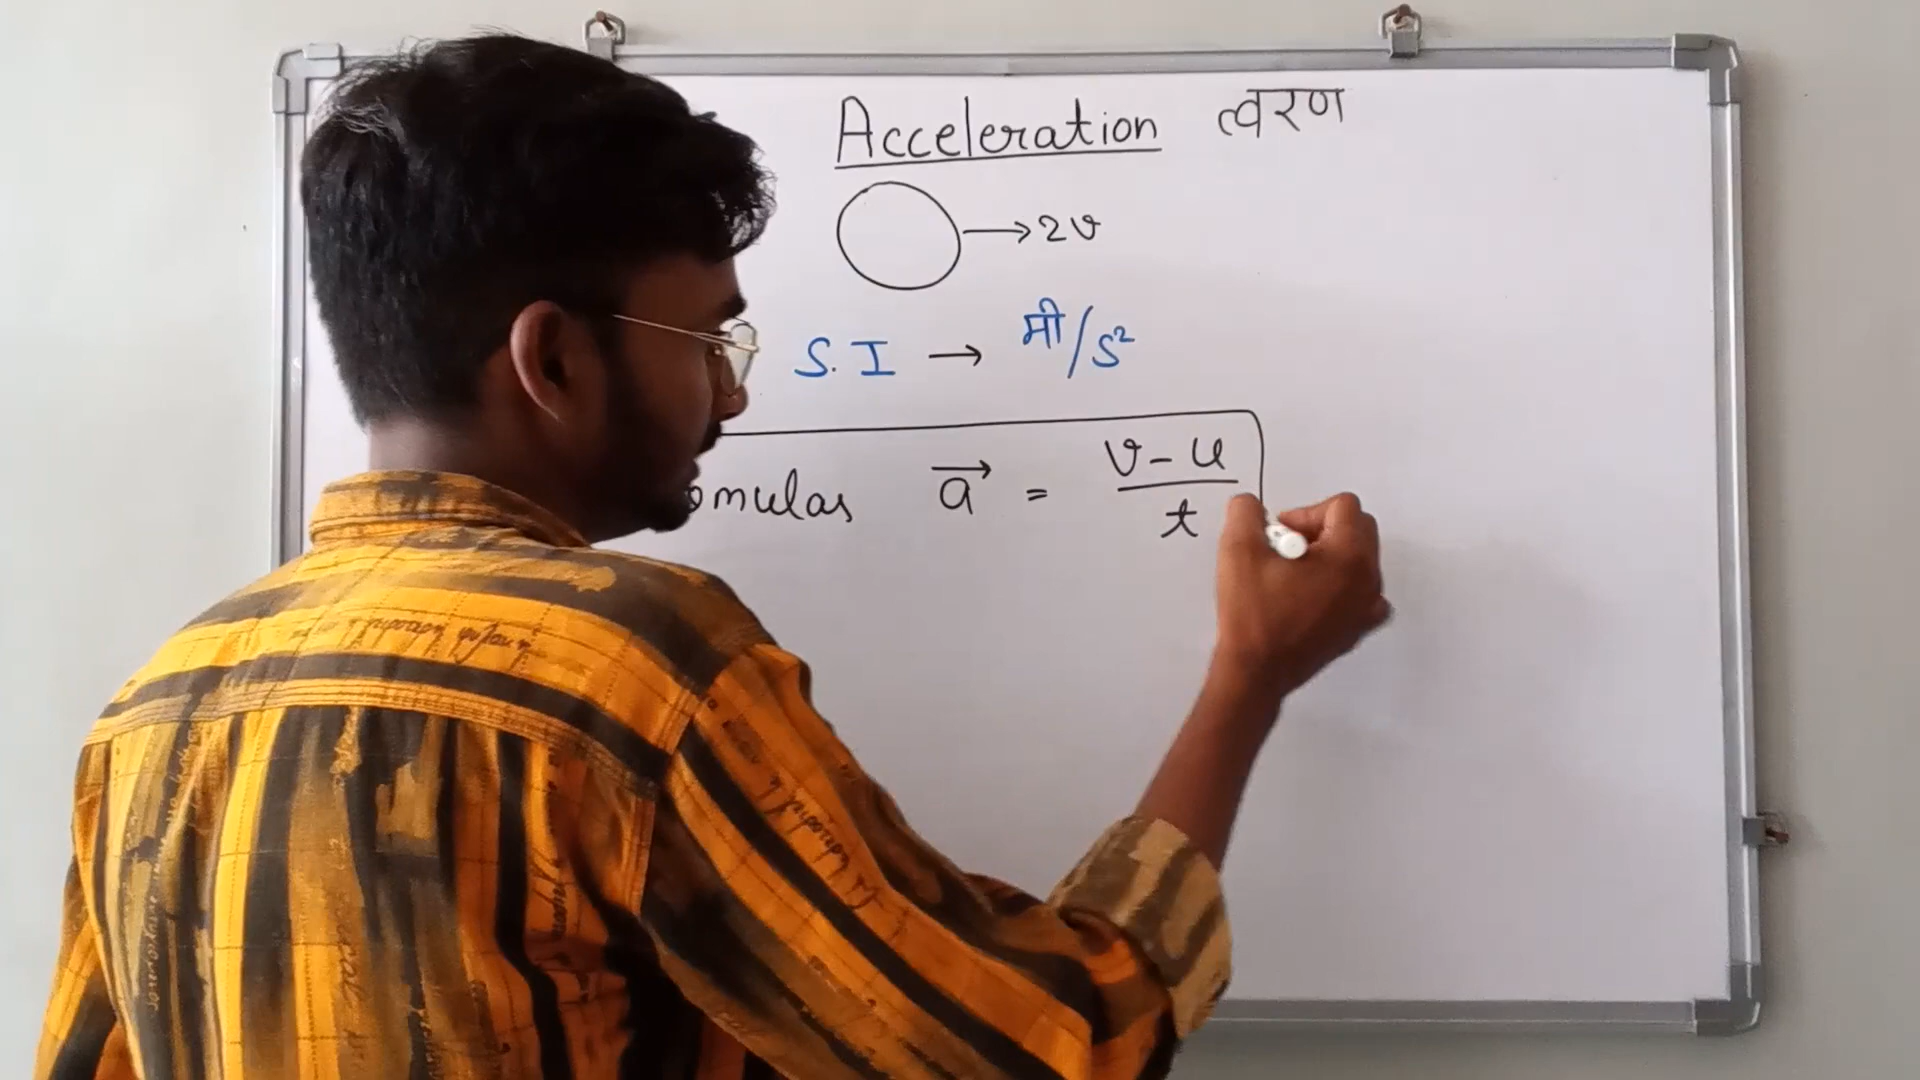 Acceleration त्वरण
→2v
S.I → मी/s²
omulas a⃗ = v-u/t